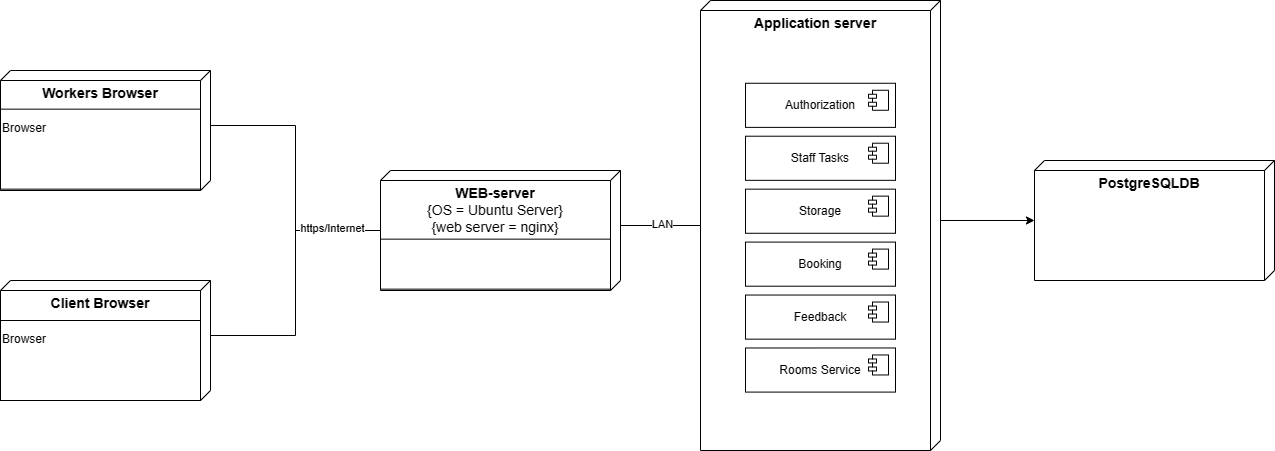 Workers Browser
Browser
Client Browser
Browser
https/Internet
WEB-server
{OS = Ubuntu Server}
{web server = nginx}
LAN
Application server
Authorization
Staff Tasks
Storage
Booking
Feedback
Rooms Service
PostgreSQLDB